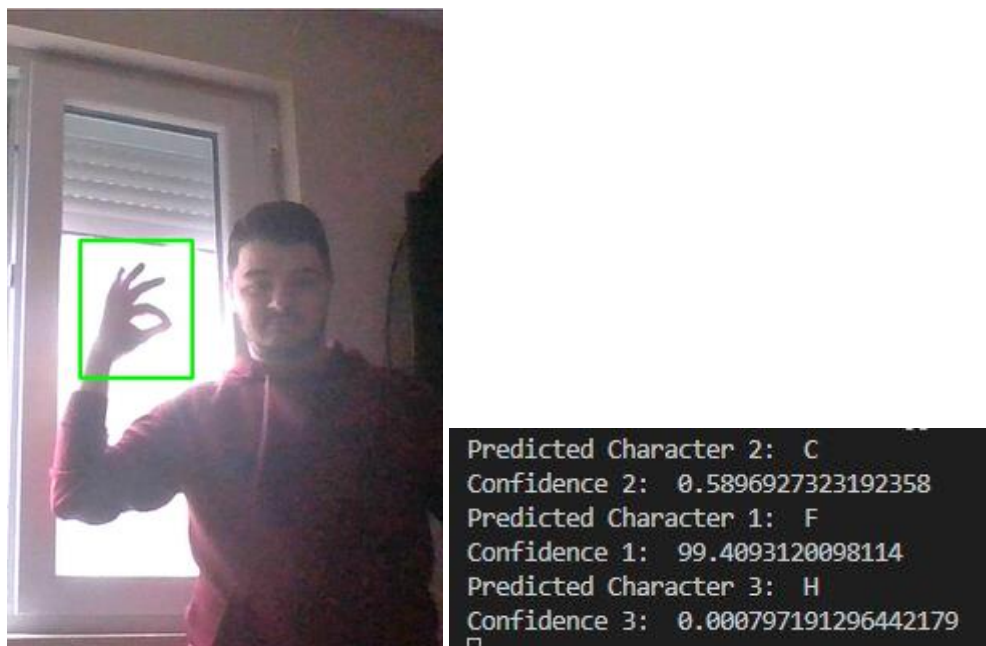 Predicted Character 2:  C
Confidence 2:  0.5896927323192358
Predicted Character 1:  F
Confidence 1:  99.4093120098114
Predicted Character 3:  H
Confidence 3:  0.000797191296442179